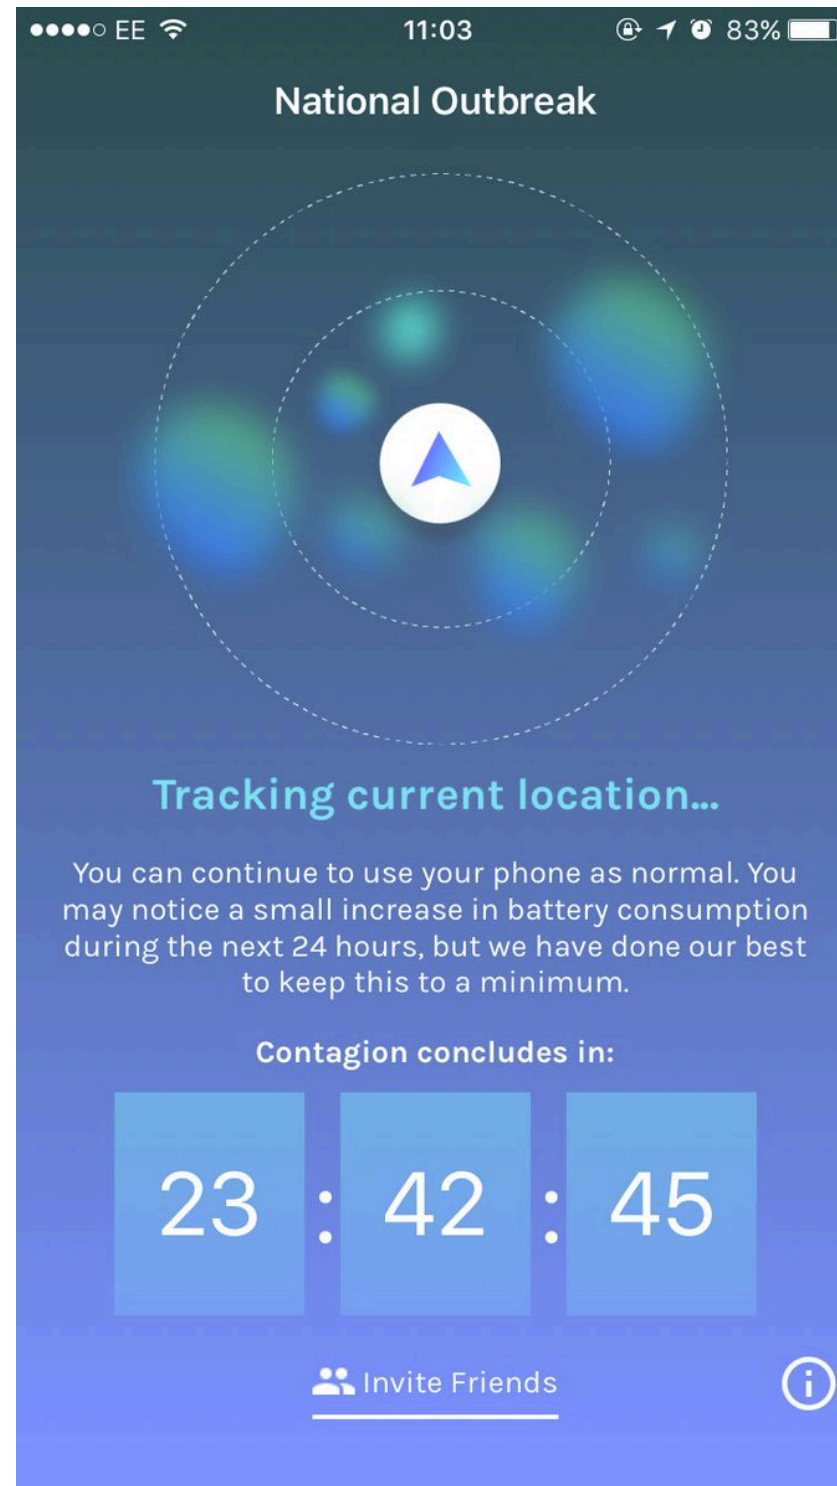 EE 11:03 83%
National Outbreak
Tracking current location...
You can continue to use your phone as normal. You
may notice a small increase in battery consumption
during the next 24 hours, but we have done our best
to keep this to a minimum.
Contagion concludes in:
23 : 42 : 45
Invite Friends